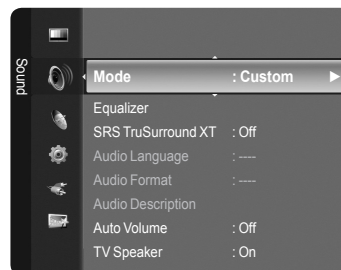 Sound
Mode : Custom
Equalizer
SRS TruSurround XT : Off
Audio Language : ----
Audio Format : ----
Audio Description
Auto Volume : Off
TV Speaker : On